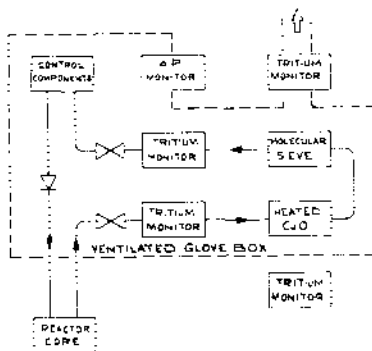 CONTROL
COMPONENTS
Δ P
MONITOR
TRITIUM
MONITOR
TRITIUM
MONITOR
MOLECULAR
SIEVE
TRITIUM
MONITOR
HEATED
CuO
VENTILATED GLOVE BOX
TRITIUM
MONITOR
REACTOR
CORE